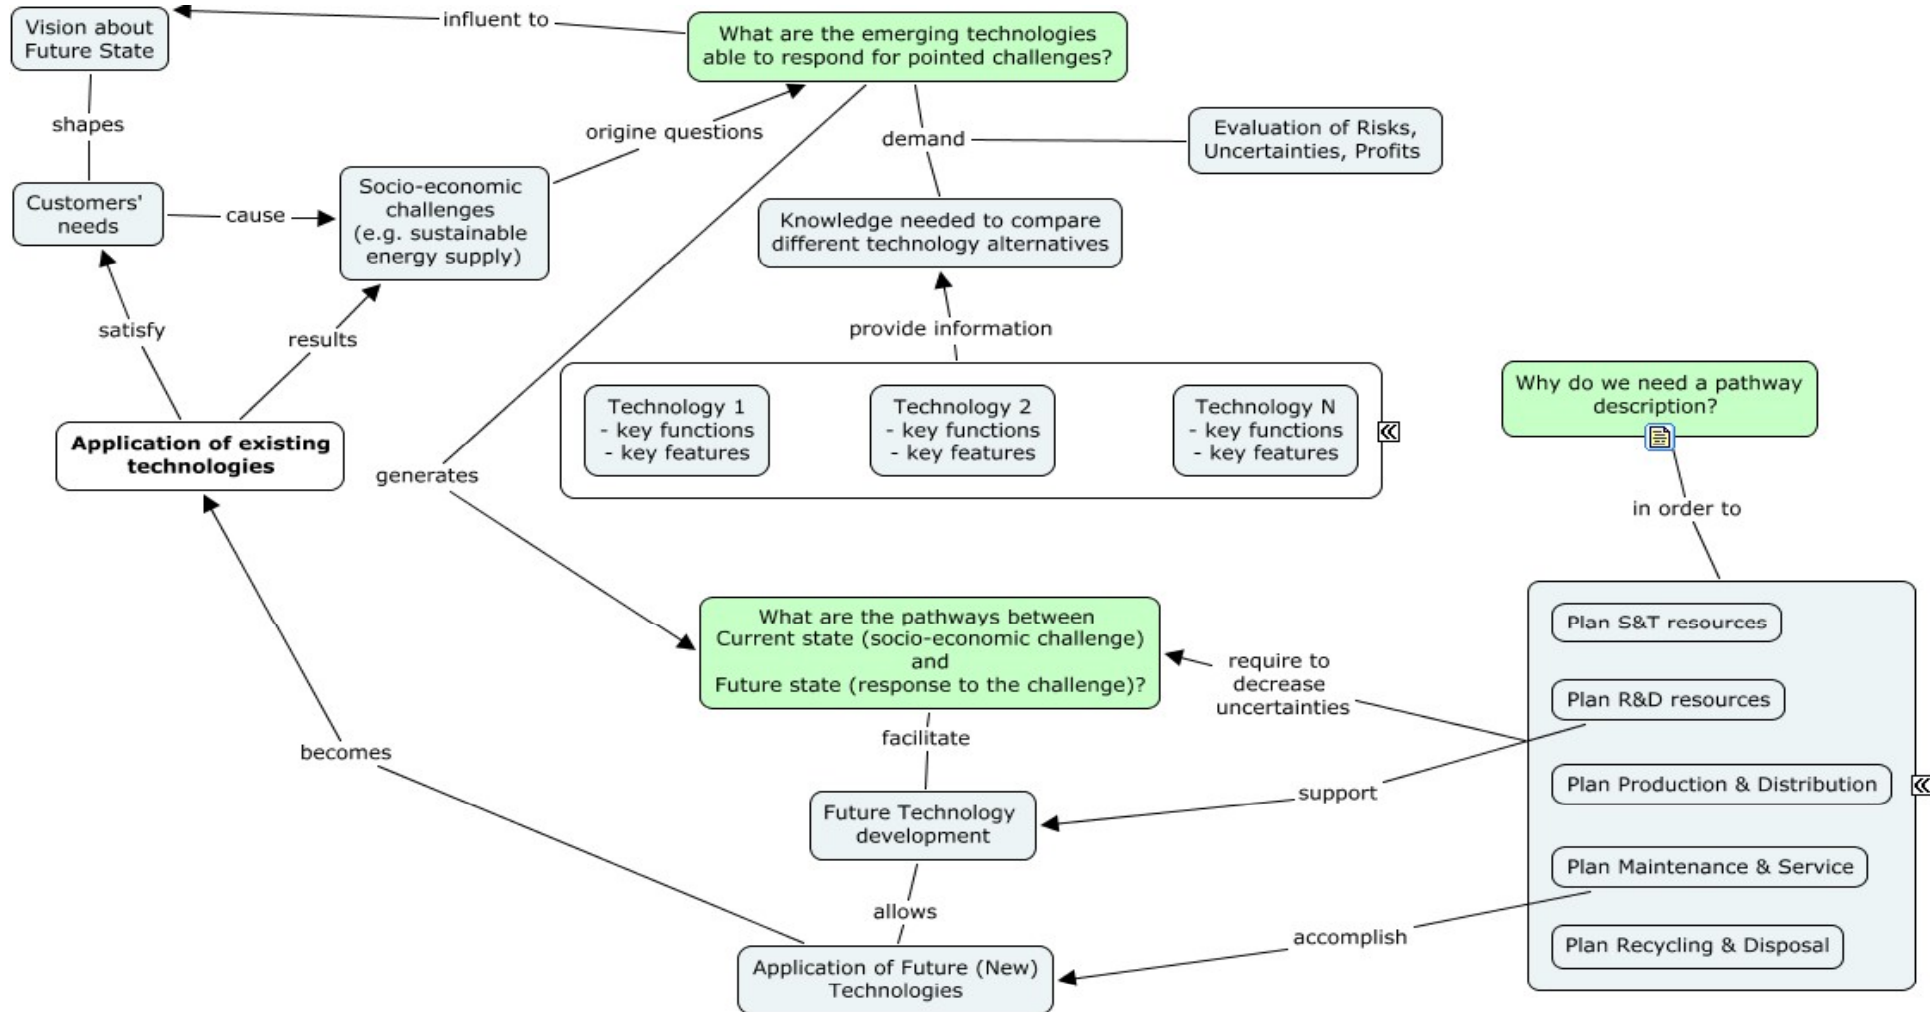 Vision about
Future State
influent to
What are the emerging technologies
able to respond for pointed challenges?
shapes
origine questions
demand
Evaluation of Risks,
Uncertainties, Profits
Customers'
needs
cause
Socio-economic
challenges
(e.g. sustainable
energy supply)
Knowledge needed to compare
different technology alternatives
satisfy
results
provide information
Application of existing
technologies
generates
Technology 1
- key functions
- key features
Technology 2
- key functions
- key features
Technology N
- key functions
- key features
Why do we need a pathway
description?
in order to
What are the pathways between
Current state (socio-economic challenge)
and
Future state (response to the challenge)?
require to
decrease
uncertainties
Plan S&T resources
Plan R&D resources
Plan Production & Distribution
Plan Maintenance & Service
Plan Recycling & Disposal
becomes
facilitate
support
Future Technology
development
allows
accomplish
Application of Future (New)
Technologies